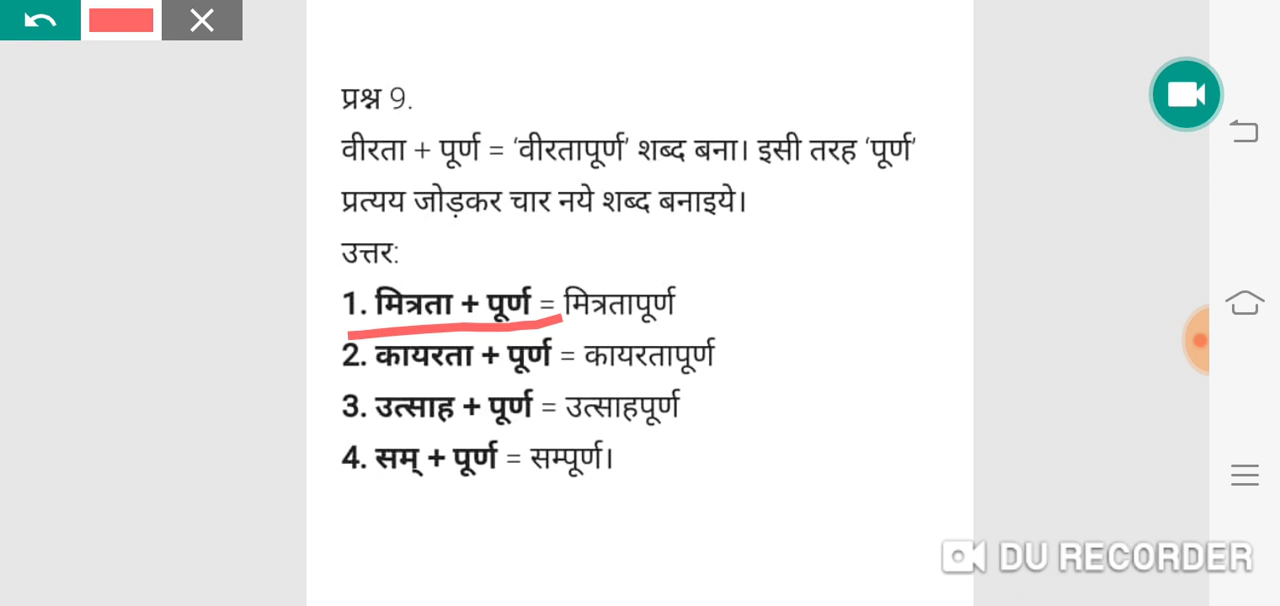 प्रश्न 9.
वीरता + पूर्ण = ‘वीरतापूर्ण’ शब्द बना। इसी तरह ‘पूर्ण’
प्रत्यय जोड़कर चार नये शब्द बनाइये।
उत्तर:
1. मित्रता + पूर्ण = मित्रतापूर्ण
2. कायरता + पूर्ण = कायरतापूर्ण
3. उत्साह + पूर्ण = उत्साहपूर्ण
4. सम् + पूर्ण = सम्पूर्ण।
DU RECORDER